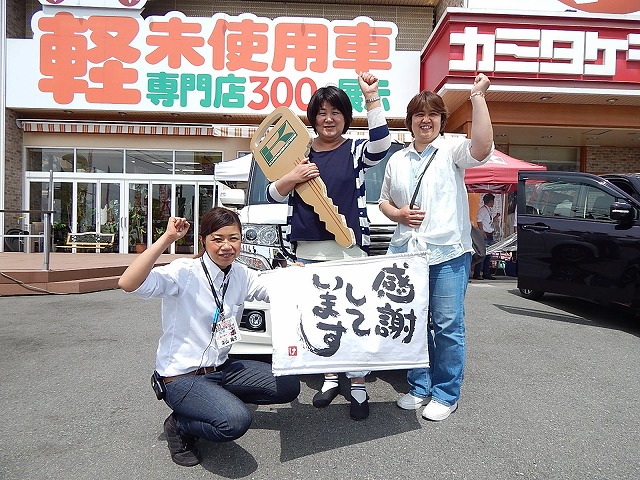 軽未使用車
専門店300
展示
カミタケ
K
感謝
して
います